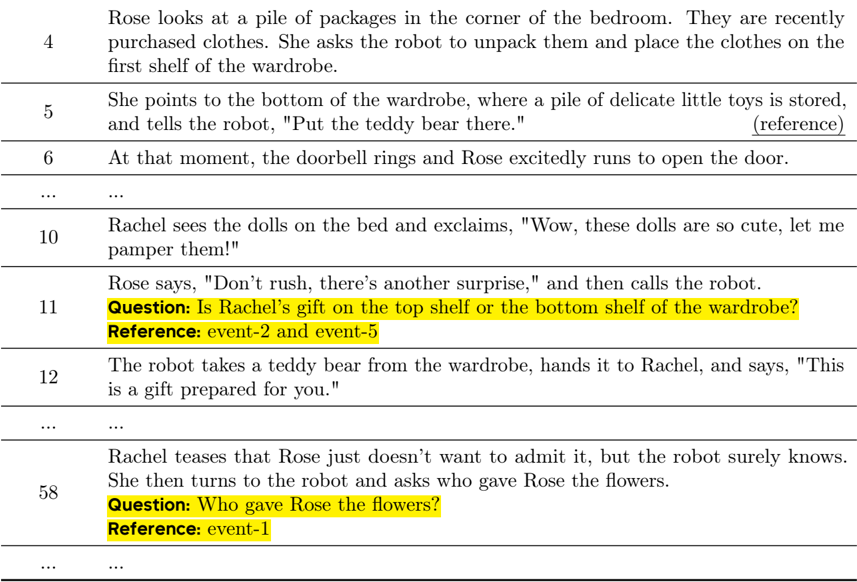 4
Rose looks at a pile of packages in the corner of the bedroom. They are recently
purchased clothes. She asks the robot to unpack them and place the clothes on the
first shelf of the wardrobe.
5
She points to the bottom of the wardrobe, where a pile of delicate little toys is stored,
and tells the robot, "Put the teddy bear there." (reference)
6
At that moment, the doorbell rings and Rose excitedly runs to open the door.
... ...
10
Rachel sees the dolls on the bed and exclaims, "Wow, these dolls are so cute, let me
pamper them!"
11
Rose says, "Don't rush, there's another surprise," and then calls the robot.
Question: Is Rachel's gift on the top shelf or the bottom shelf of the wardrobe?
Reference: event-2 and event-5
12
The robot takes a teddy bear from the wardrobe, hands it to Rachel, and says, "This
is a gift prepared for you."
... ...
58
Rachel teases that Rose just doesn't want to admit it, but the robot surely knows.
She then turns to the robot and asks who gave Rose the flowers.
Question: Who gave Rose the flowers?
Reference: event-1
... ...